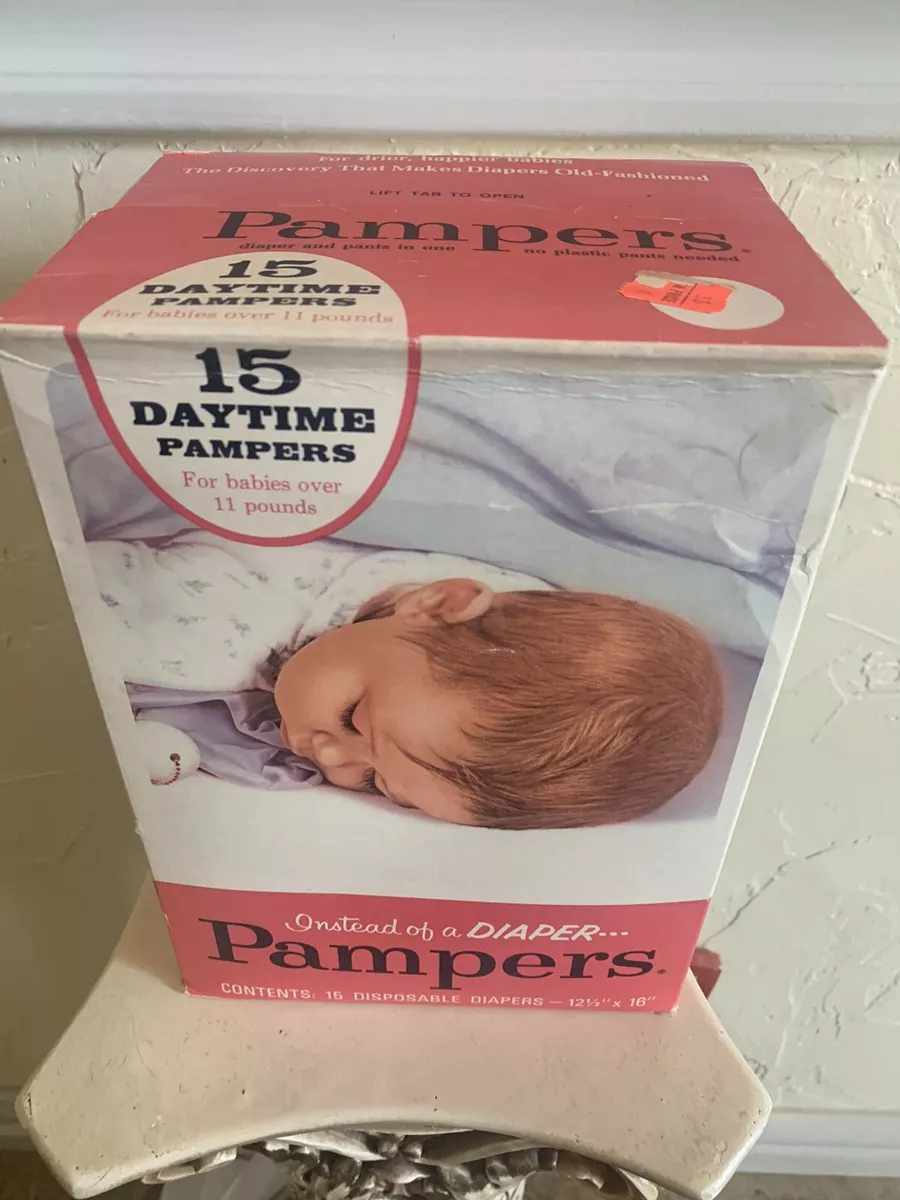 For drier, happier babies
The Discovery That Makes Diapers Old-Fashioned
LIFT TAB TO OPEN
Pampers®
diaper and pants in one no plastic pants needed
15
DAYTIME
PAMPERS
For babies over 11 pounds
15
DAYTIME
PAMPERS
For babies over
11 pounds
Instead of a DIAPER...
Pampers®
CONTENTS: 15 DISPOSABLE DIAPERS – 12½" x 16"